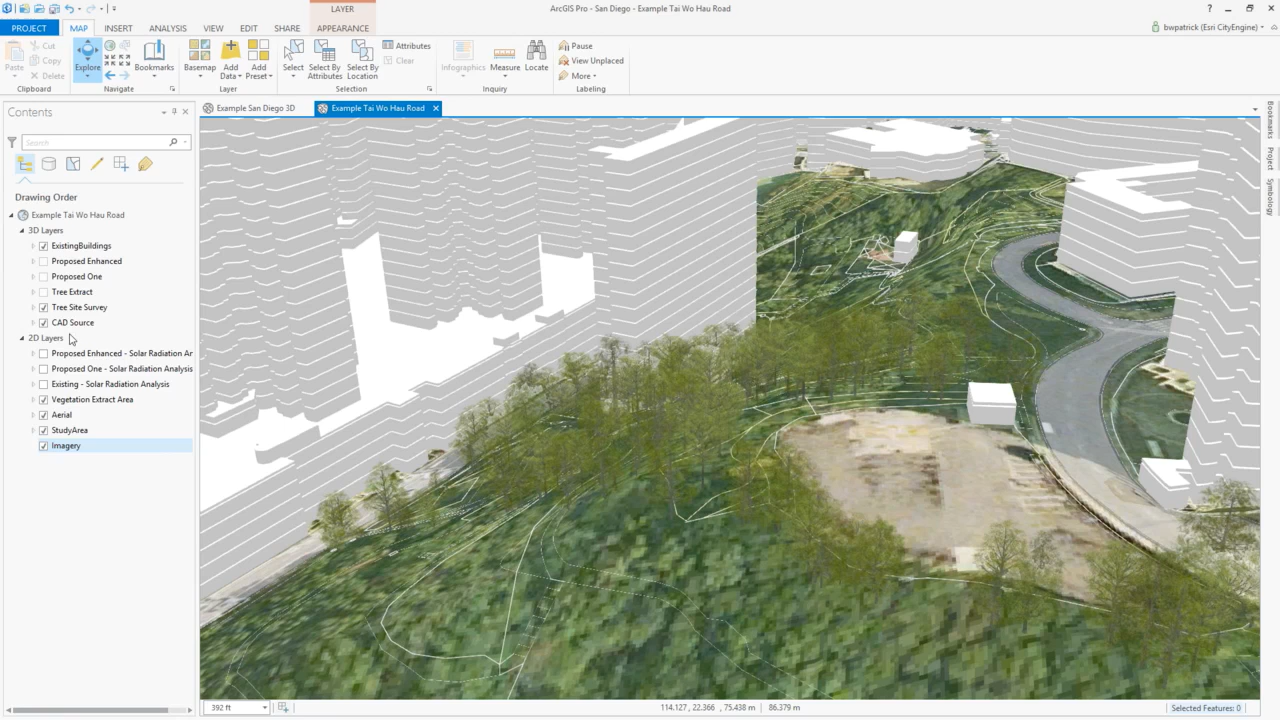 LAYER
ArcGIS Pro - San Diego - Example Tai Wo Hau Road
PROJECT
MAP
INSERT
ANALYSIS
VIEW
EDIT
SHARE
APPEARANCE
bwpatrick (Esri CityEngine)
Paste
Cut
Copy
Delete
Clipboard
Explore
Bookmarks
Navigate
Basemap
Add Data
Add Preset
Layer
Select
Select By Attributes
Select By Location
Attributes
Clear
Selection
Infographics
Measure
Locate
Inquiry
Pause
View Unplaced
More
Labeling
Contents
Example San Diego 3D
Example Tai Wo Hau Road
Search
Drawing Order
Example Tai Wo Hau Road
3D Layers
ExistingBuildings
Proposed Enhanced
Proposed One
Tree Extract
Tree Site Survey
CAD Source
2D Layers
Proposed Enhanced - Solar Radiation Ar
Proposed One - Solar Radiation Analysis
Existing - Solar Radiation Analysis
Vegetation Extract Area
Aerial
StudyArea
Imagery
Bookmarks
Project
Symbology
392 ft
114.127 , 22.366 , 75.438 m
86.379 m
Selected Features: 0